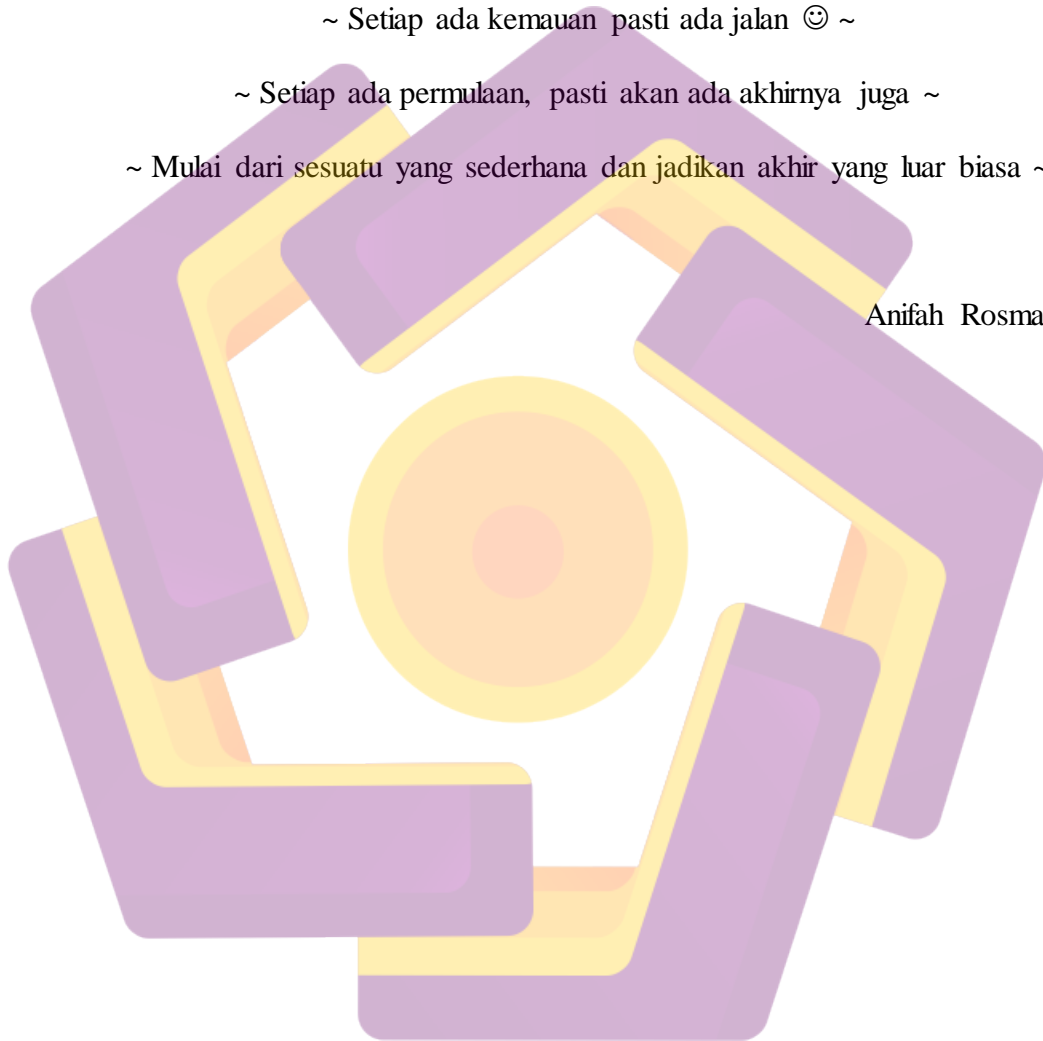 ~ Setiap ada kemauan pasti ada jalan ☺ ~
~ Setiap ada permulaan, pasti akan ada akhirnya juga ~
~ Mulai dari sesuatu yang sederhana dan jadikan akhir yang luar biasa ~
Anifah Rosma